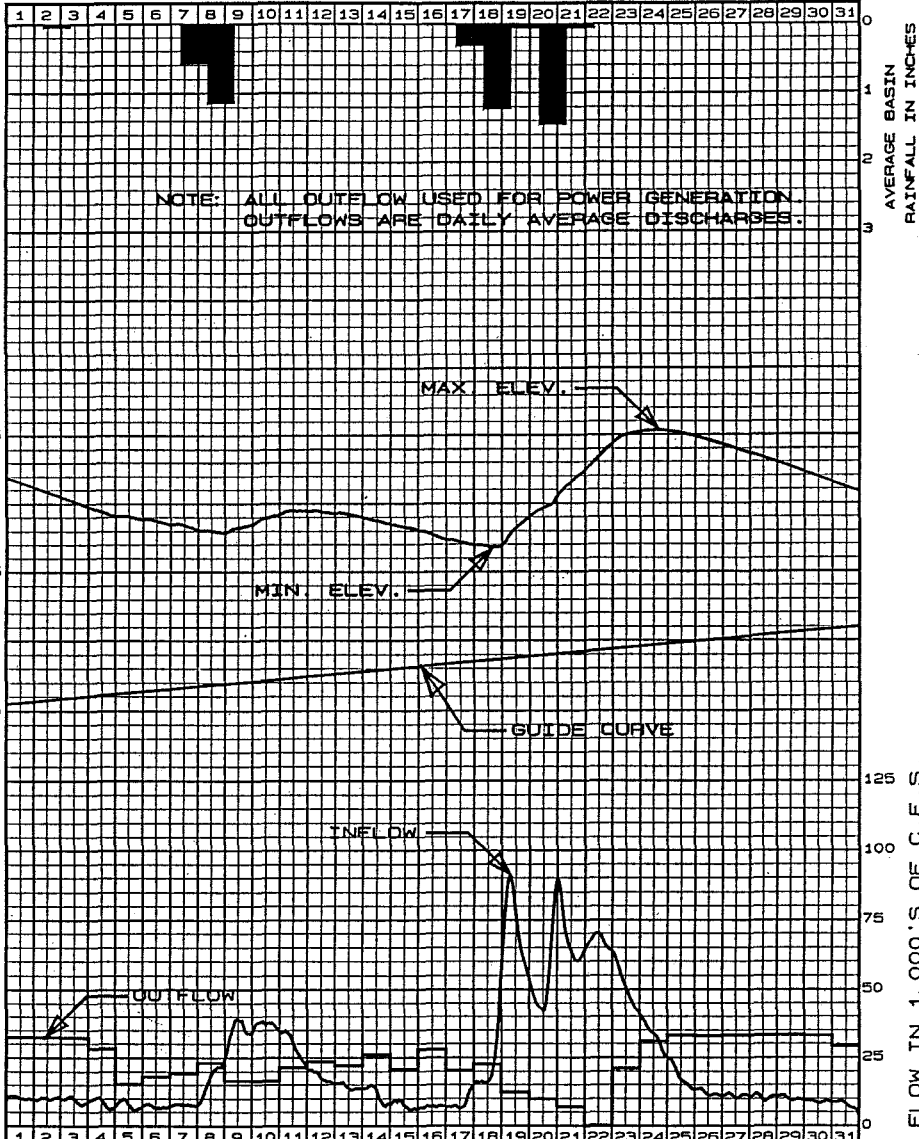 1 2 3 4 5 6 7 8 9 10 11 12 13 14 15 16 17 18 19 20 21 22 23 24 25 26 27 28 29 30 31
0
1
2
3
AVERAGE BASIN
RAINFALL IN INCHES
NOTE: ALL OUTFLOW USED FOR POWER GENERATION
OUTFLOWS ARE DAILY AVERAGE DISCHARGES.
MAX. ELEV.
MIN. ELEV.
GUIDE CURVE
125
INFLOW
100
75
50
OUTFLOW
25
0
FLOW IN 1,000'S OF C.F.S
1 2 3 4 5 6 7 8 9 10 11 12 13 14 15 16 17 18 19 20 21 22 23 24 25 26 27 28 29 30 31